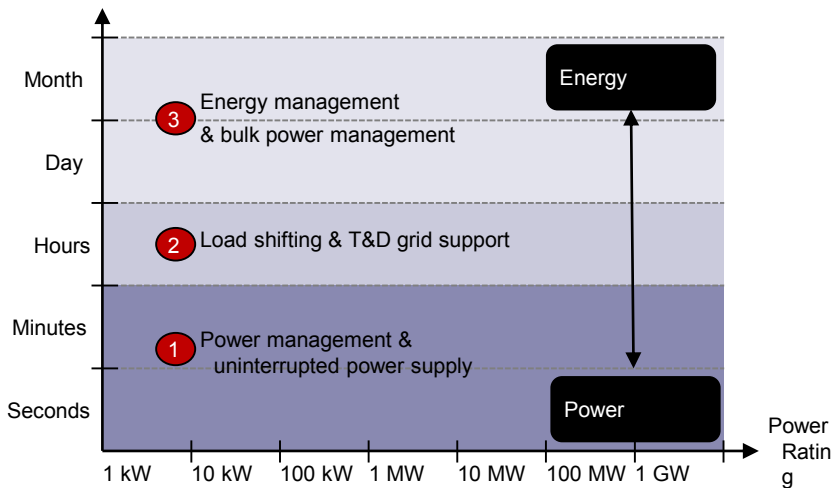 Month
Energy
3
Energy management
& bulk power management
Day
Hours
2
Load shifting & T&D grid support
Minutes
1
Power management &
uninterrupted power supply
Seconds
Power
Power
Ratin
g
1 kW
10 kW
100 kW
1 MW
10 MW
100 MW
1 GW